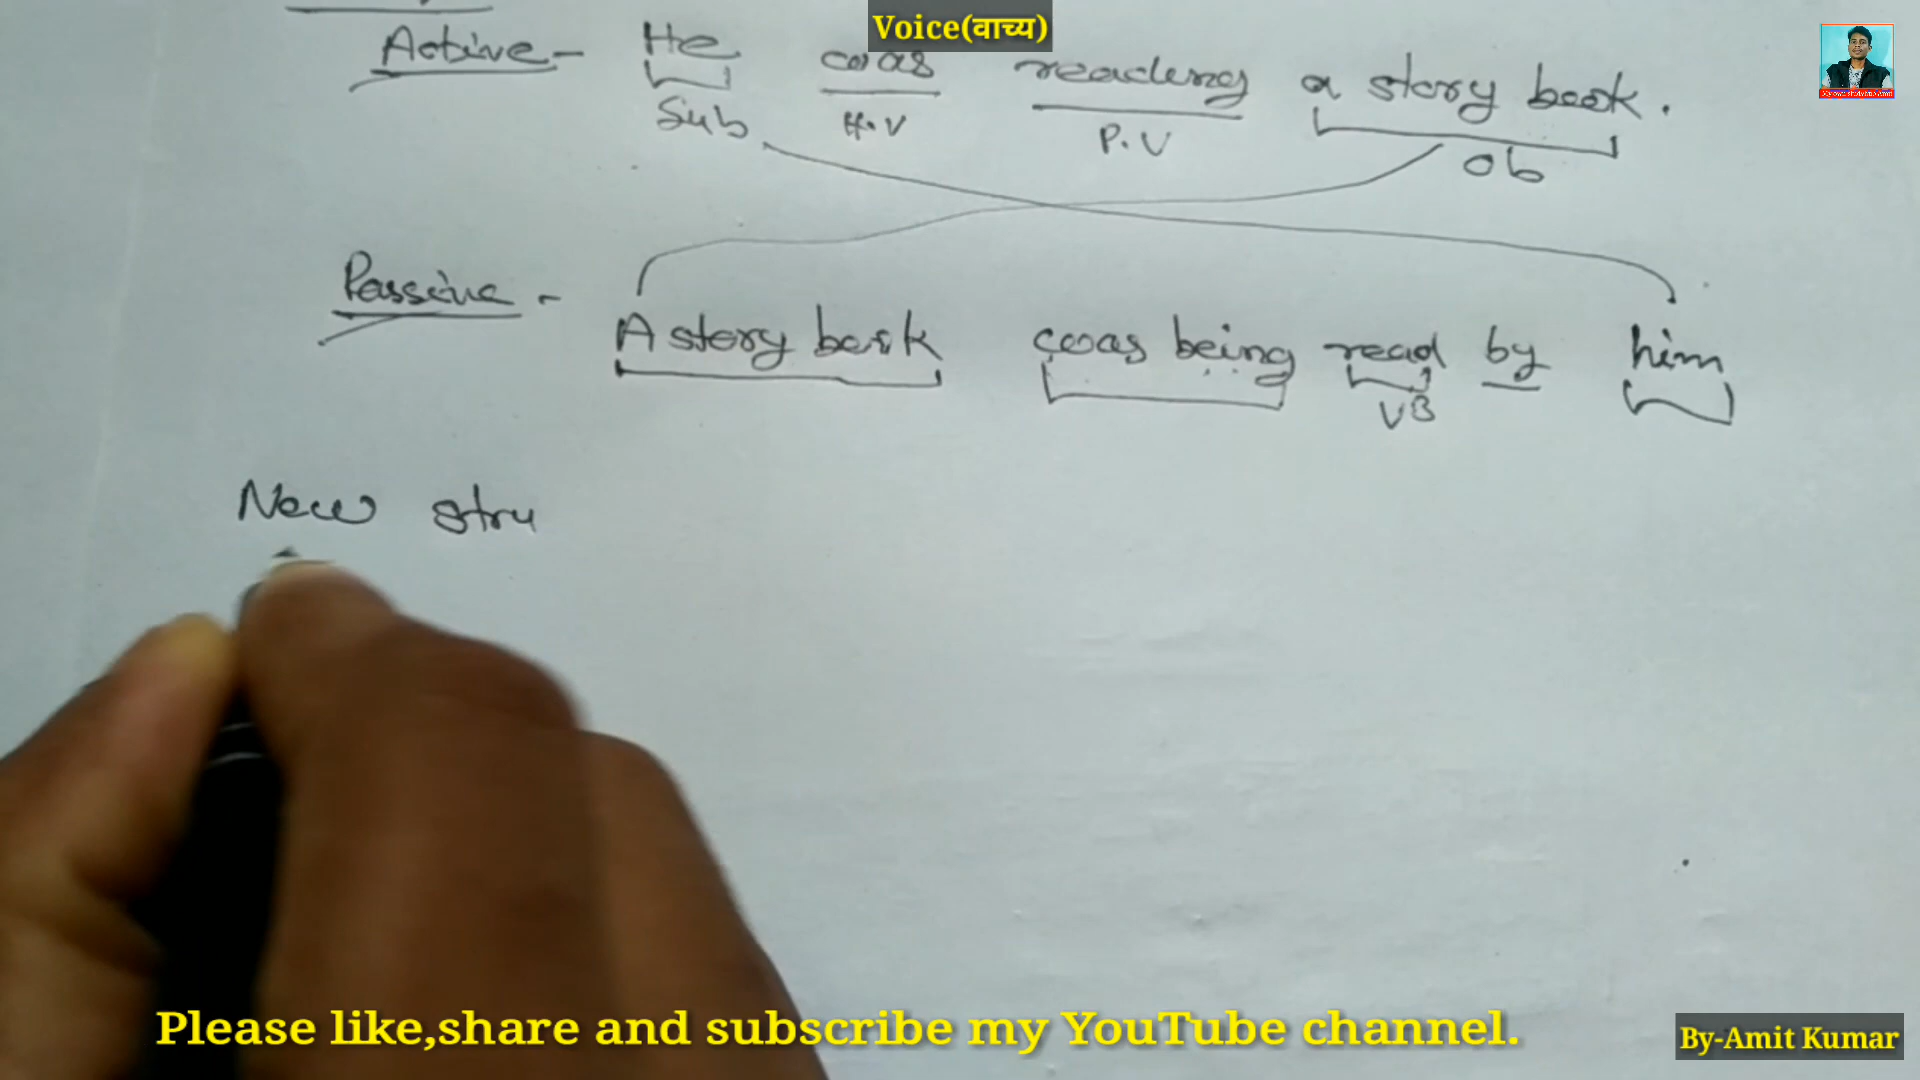 Voice(वाच्य)
Active - He was reading a story book.
Sub H.V P.V Ob
Passive - A story book was being read by him
V3
New stru
Please like,share and subscribe my YouTube channel.
By-Amit Kumar